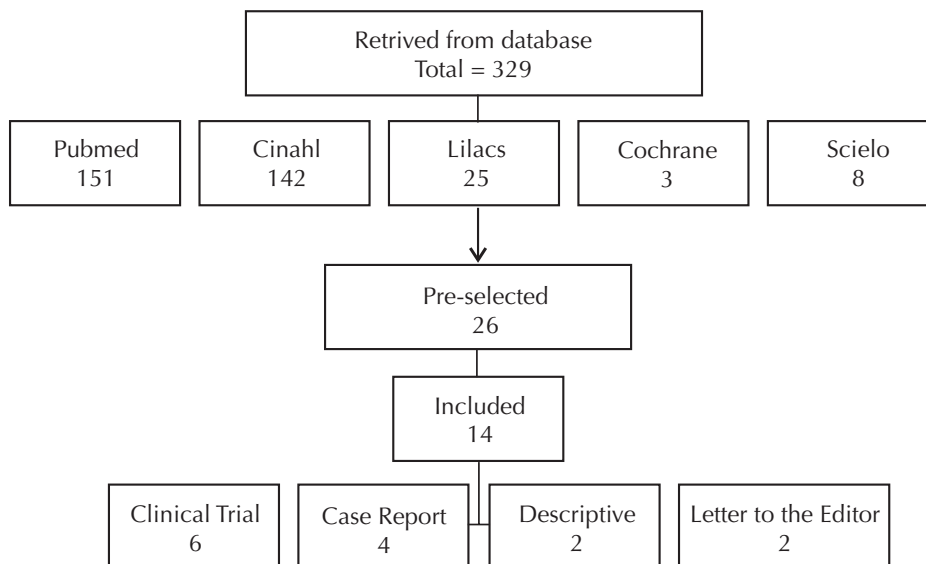 Retrived from database
Total = 329
Pubmed
151
Cinahl
142
Lilacs
25
Cochrane
3
Scielo
8
Pre-selected
26
Included
14
Clinical Trial
6
Case Report
4
Descriptive
2
Letter to the Editor
2